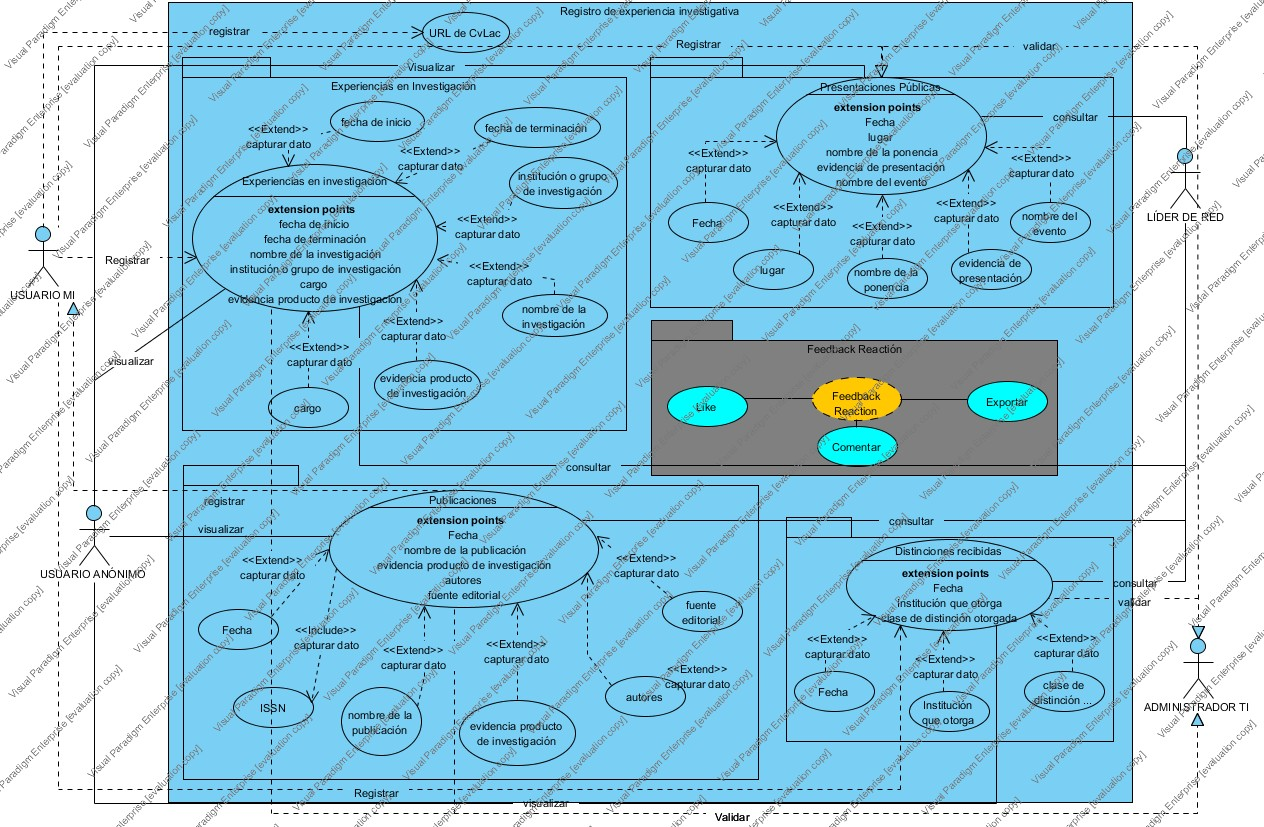 Registro de experiencia investigativa
URL de CvLac
registrar
Registrar
validar
Visualizar
Experiencias en Investigación
fecha de inicio
<<Extend>>
capturar dato
fecha de terminación
<<Extend>>
capturar dato
institución o grupo
de investigación
Experiencias en investigación
extension points
fecha de inicio
fecha de terminación
nombre de la investigación
institución o grupo de investigación
cargo
evidencia producto de investigación
<<Extend>>
capturar dato
<<Extend>>
capturar dato
nombre de la
investigación
<<Extend>>
capturar dato
evidencia producto
de investigación
<<Extend>>
capturar dato
cargo
Registrar
USUARIO MI
visualizar
Presentaciones Públicas
extension points
Fecha
lugar
nombre de la ponencia
evidencia de presentación
nombre del evento
consultar
<<Extend>>
capturar dato
Fecha
<<Extend>>
capturar dato
lugar
<<Extend>>
capturar dato
nombre de la
ponencia
<<Extend>>
capturar dato
evidencia de
presentación
<<Extend>>
capturar dato
nombre del
evento
LÍDER DE RED
Feedback Reacción
Like
Feedback
Reaction
Exportar
Comentar
consultar
registrar
visualizar
USUARIO ANÓNIMO
Publicaciones
extension points
Fecha
nombre de la publicación
evidencia producto de investigación
autores
fuente editorial
<<Extend>>
capturar dato
Fecha
<<Include>>
capturar dato
ISSN
<<Extend>>
capturar dato
nombre de la
publicación
<<Extend>>
capturar dato
evidencia producto
de investigación
<<Extend>>
capturar dato
autores
<<Extend>>
capturar dato
fuente
editorial
consultar
Distinciones recibidas
extension points
Fecha
institución que otorga
clase de distinción otorgada
consultar
validar
<<Extend>>
capturar dato
Fecha
<<Extend>>
capturar dato
Institución
que otorga
<<Extend>>
capturar dato
clase de
distinción ...
ADMINISTRADOR TI
Registrar
visualizar
Validar
Visual Paradigm Enterprise [evaluation copy]